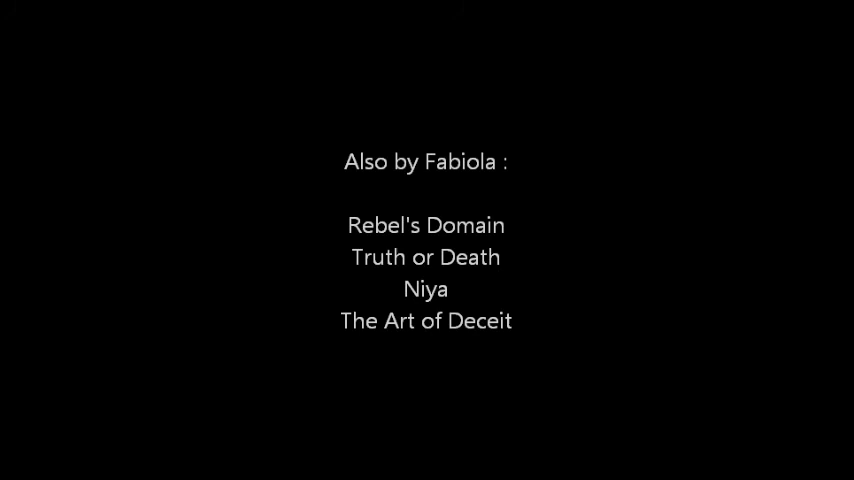 Also by Fabiola :
Rebel's Domain
Truth or Death
Niya
The Art of Deceit